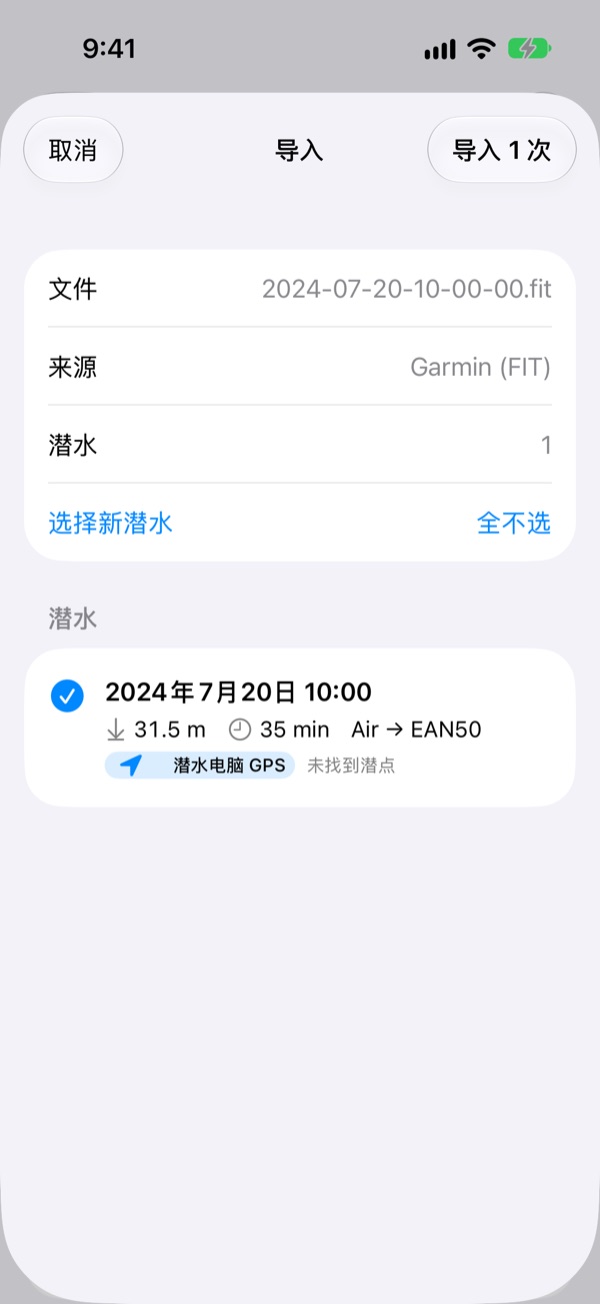 9:41
取消
导入
导入 1 次
文件
2024-07-20-10-00-00.fit
来源
Garmin (FIT)
潜水
1
选择新潜水
全不选
潜水
2024年7月20日 10:00
31.5 m 35 min Air → EAN50
潜水电脑 GPS 未找到潜点